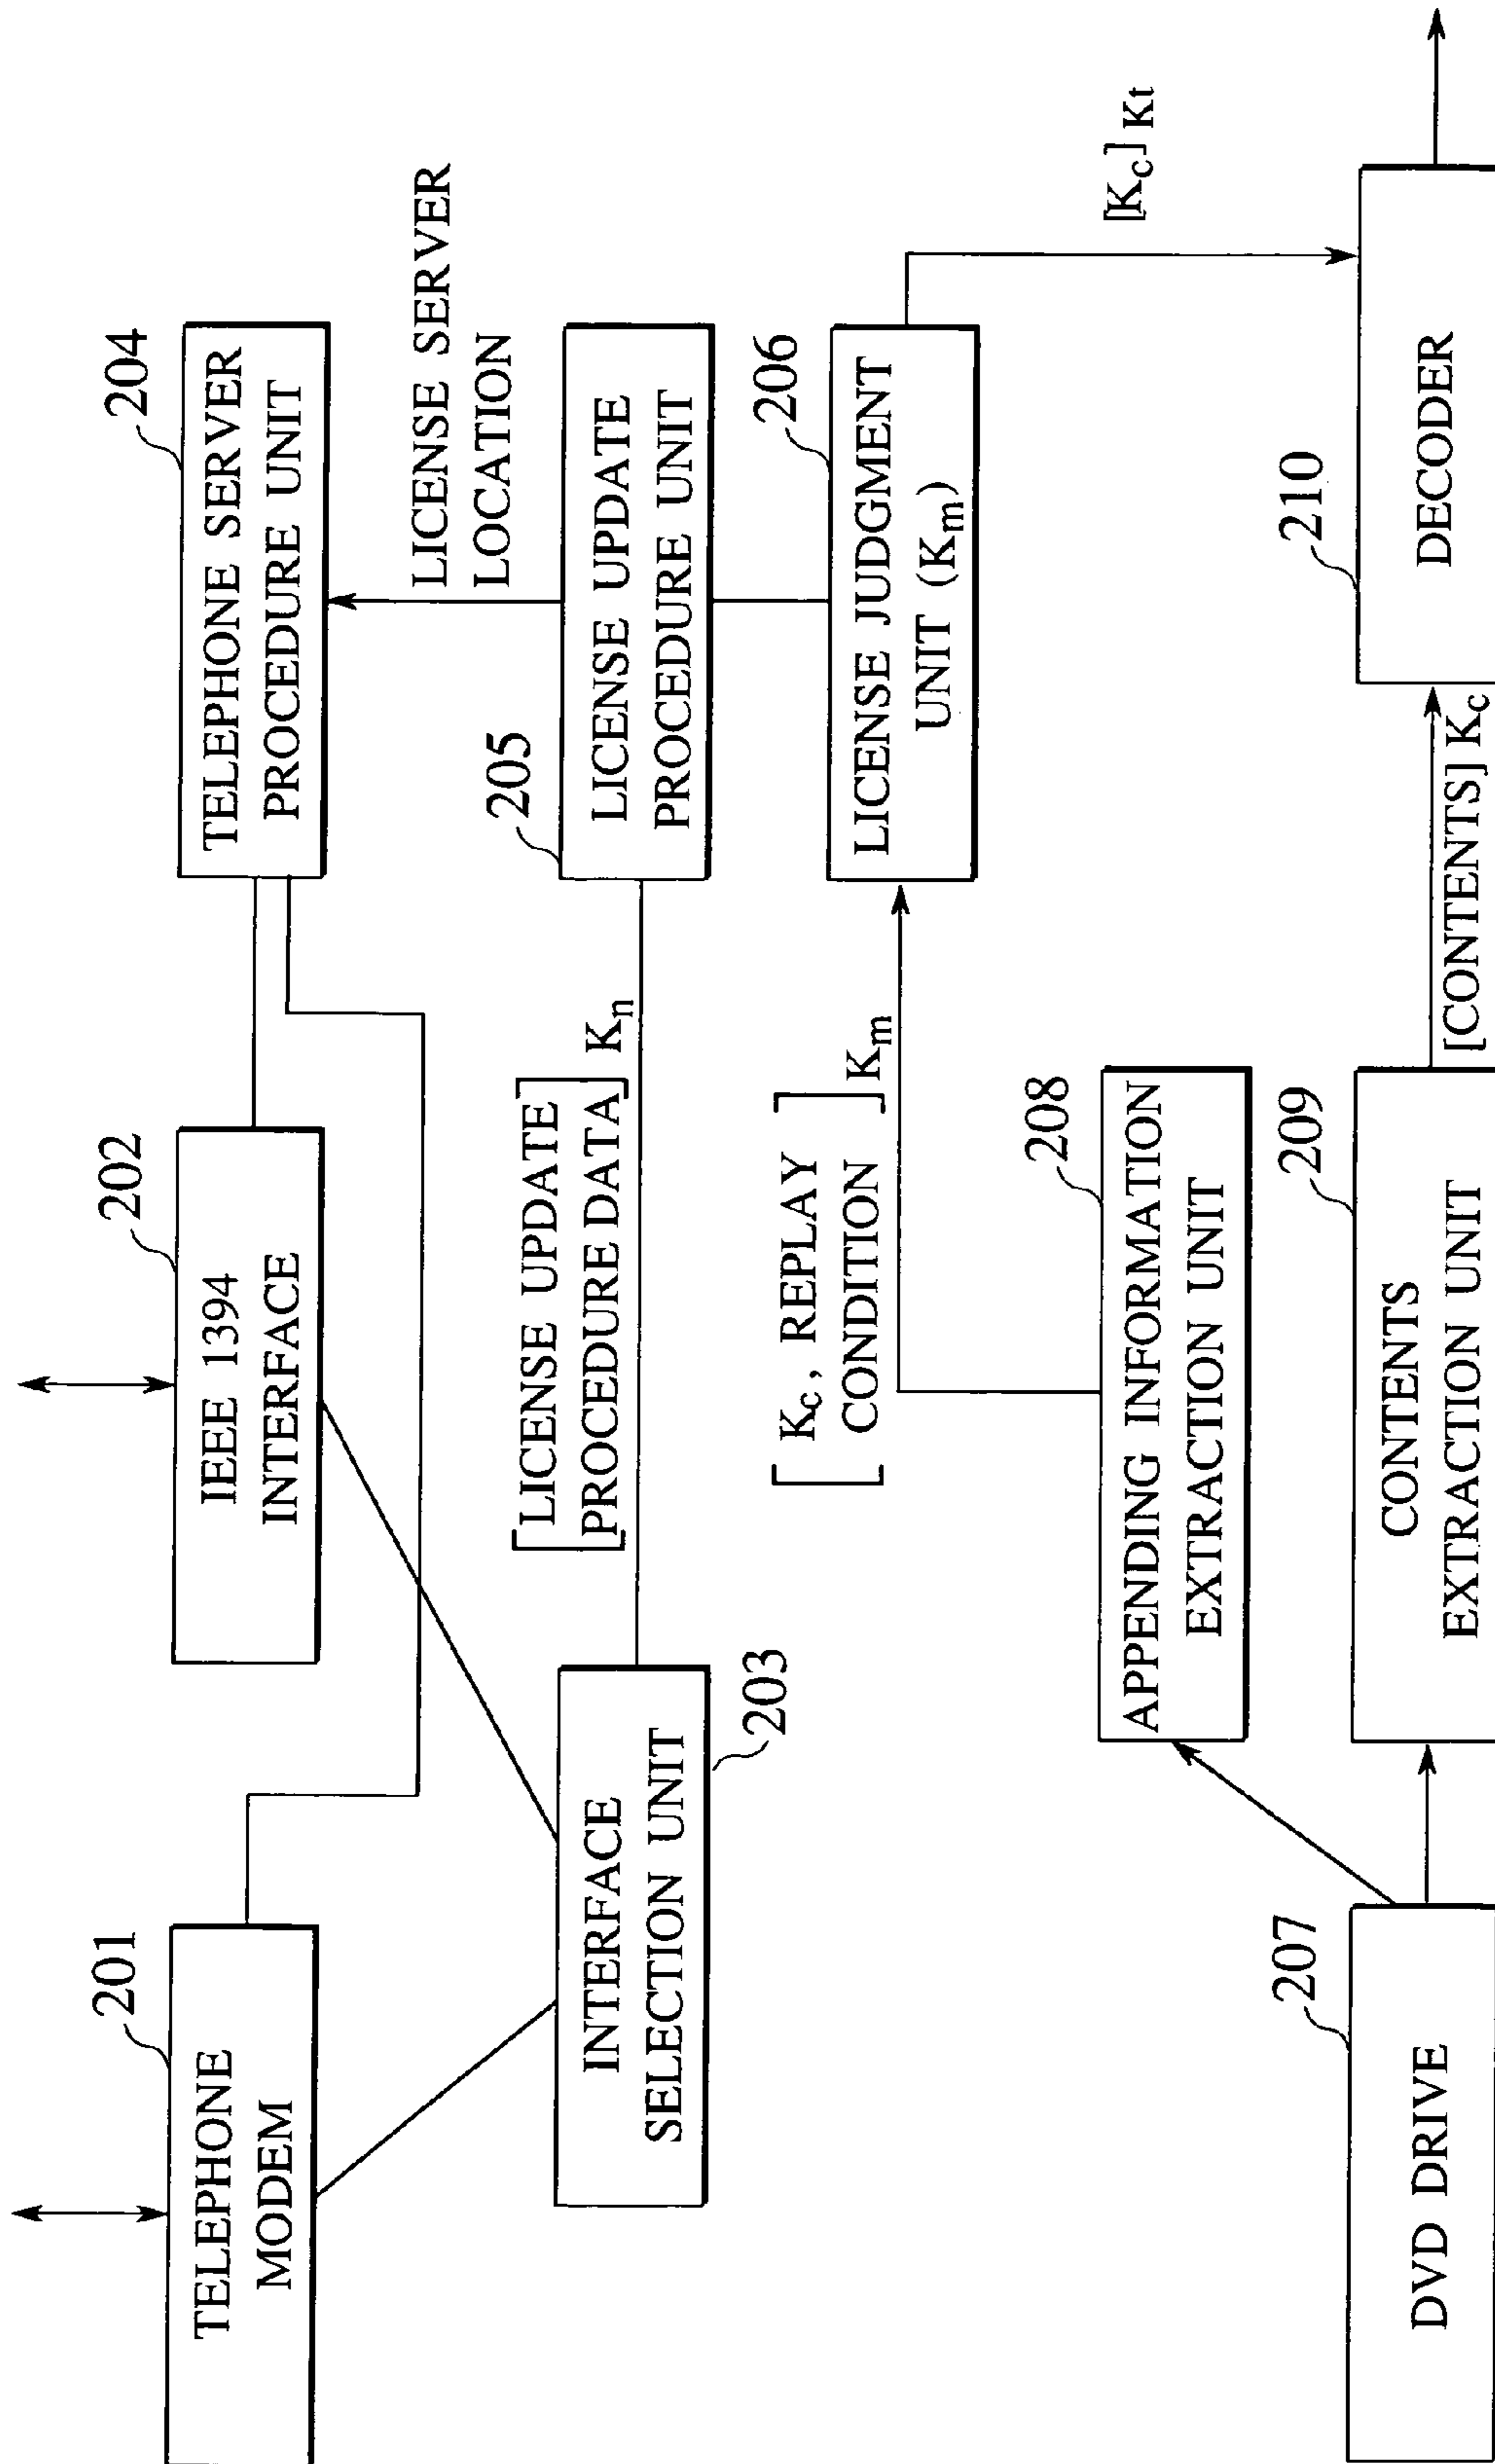 201
TELEPHONE
MODEM
202
IEEE 1394
INTERFACE
204
TELEPHONE SERVER
PROCEDURE UNIT
LICENSE SERVER
LOCATION
INTERFACE
SELECTION UNIT
203
[LICENSE UPDATE
PROCEDURE DATA] Kn
205
LICENSE UPDATE
PROCEDURE UNIT
[Kc, REPLAY
CONDITION] Km
206
LICENSE JUDGMENT
UNIT (Km)
[Kc] Kt
208
APPENDING INFORMATION
EXTRACTION UNIT
207
DVD DRIVE
209
CONTENTS
EXTRACTION UNIT
[CONTENTS] Kc
210
DECODER